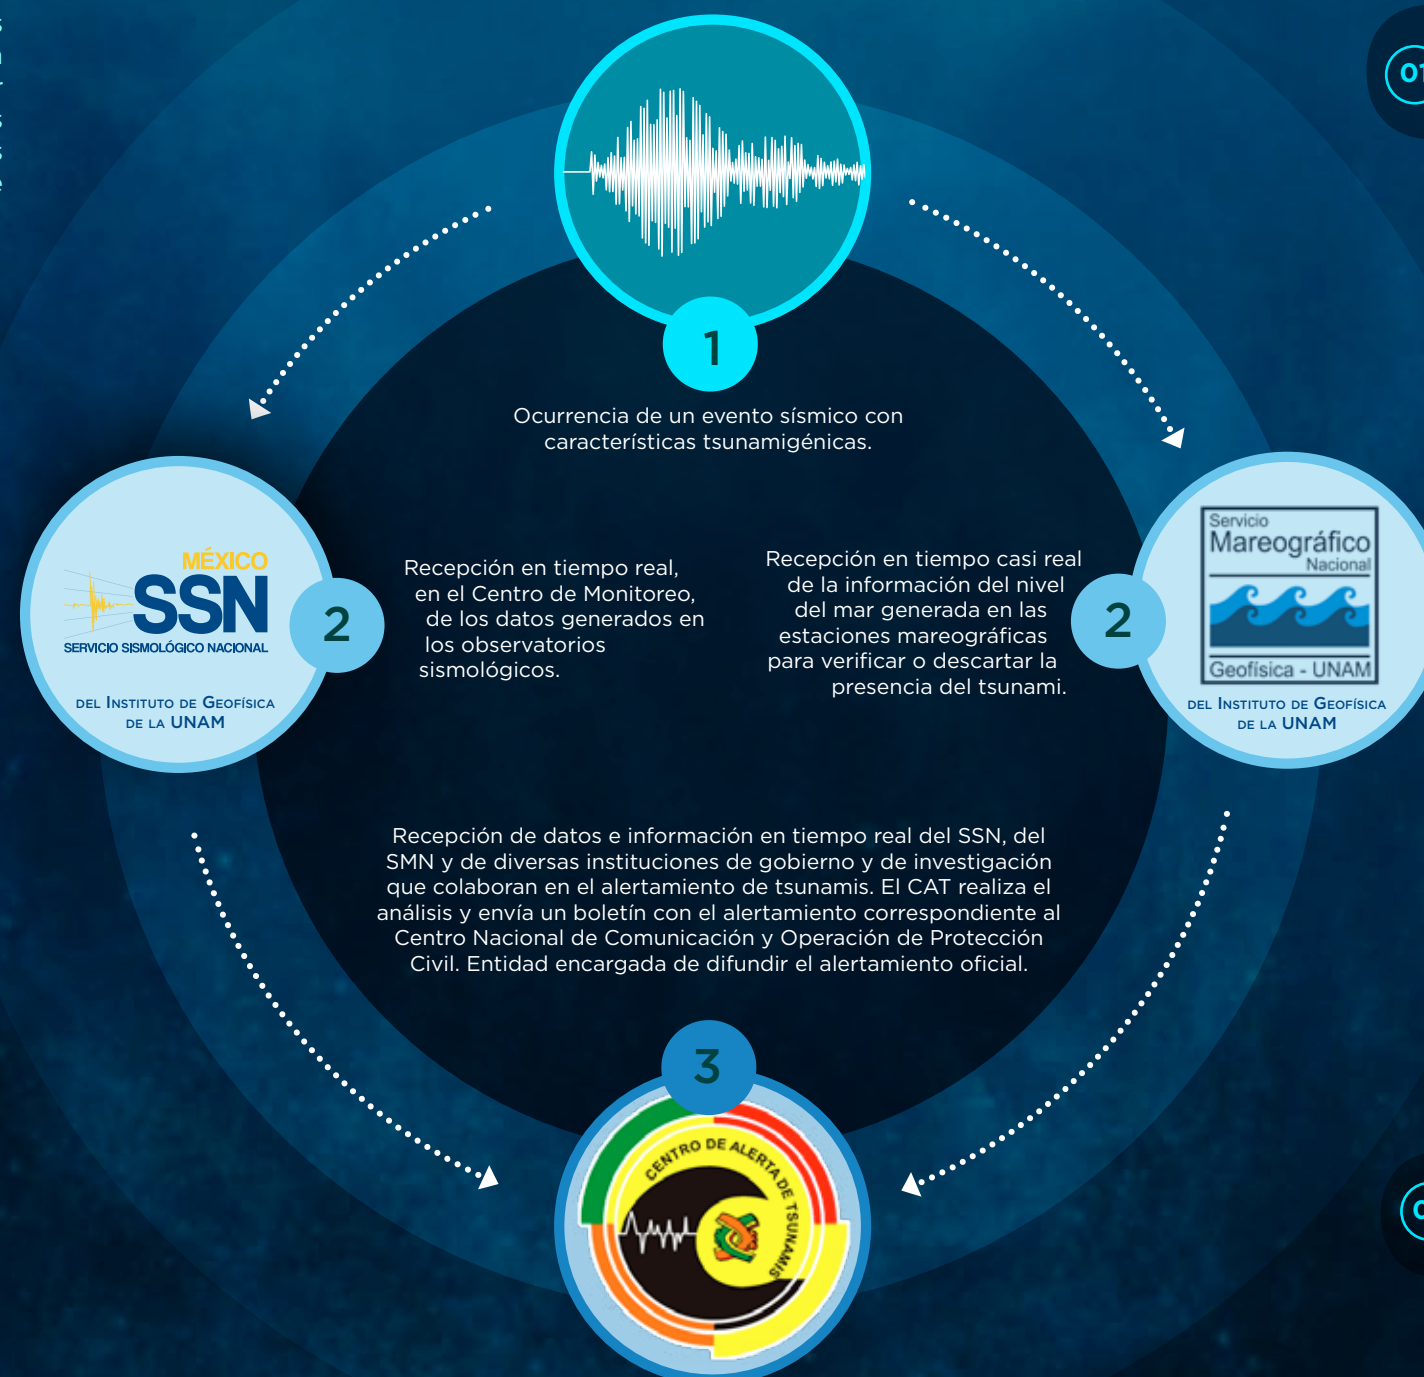 01
1
Ocurrencia de un evento sísmico con
características tsunamigénicas.
MÉXICO
SSN
SERVICIO SISMOLÓGICO NACIONAL
DEL INSTITUTO DE GEOFÍSICA
DE LA UNAM
2
Recepción en tiempo real,
en el Centro de Monitoreo,
de los datos generados en
los observatorios
sismológicos.
Recepción en tiempo casi real
de la información del nivel
del mar generada en las
estaciones mareográficas
para verificar o descartar la
presencia del tsunami.
2
Servicio
Mareográfico
Nacional
Geofísica - UNAM
DEL INSTITUTO DE GEOFÍSICA
DE LA UNAM
Recepción de datos e información en tiempo real del SSN, del
SMN y de diversas instituciones de gobierno y de investigación
que colaboran en el alertamiento de tsunamis. El CAT realiza el
análisis y envía un boletín con el alertamiento correspondiente al
Centro Nacional de Comunicación y Operación de Protección
Civil. Entidad encargada de difundir el alertamiento oficial.
3
CENTRO DE ALERTA DE TSUNAMIS